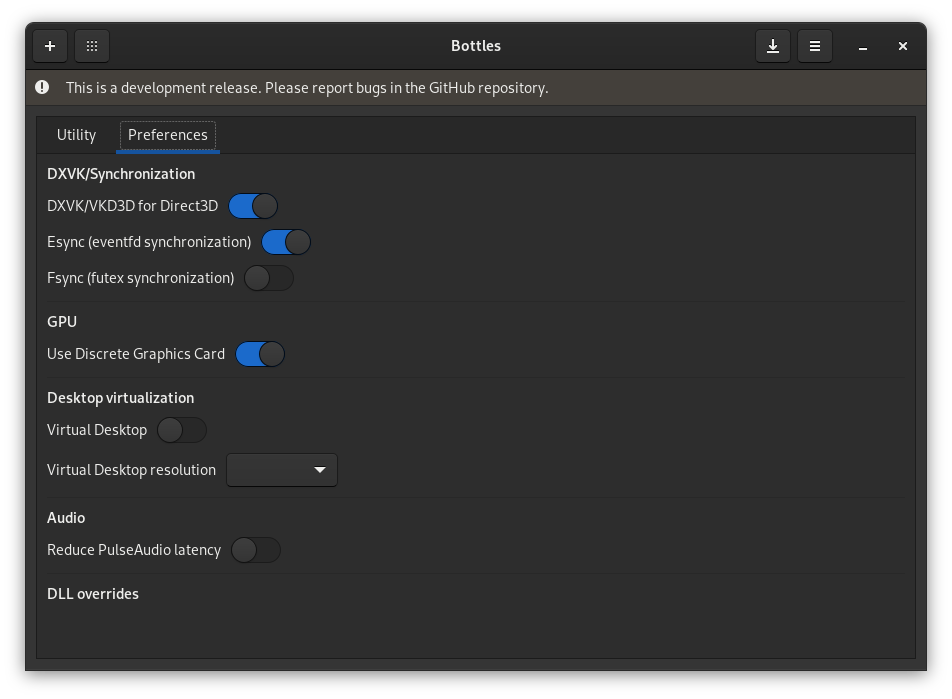 Bottles
This is a development release. Please report bugs in the GitHub repository.
Utility
Preferences
DXVK/Synchronization
DXVK/VKD3D for Direct3D
Esync (eventfd synchronization)
Fsync (futex synchronization)
GPU
Use Discrete Graphics Card
Desktop virtualization
Virtual Desktop
Virtual Desktop resolution
Audio
Reduce PulseAudio latency
DLL overrides